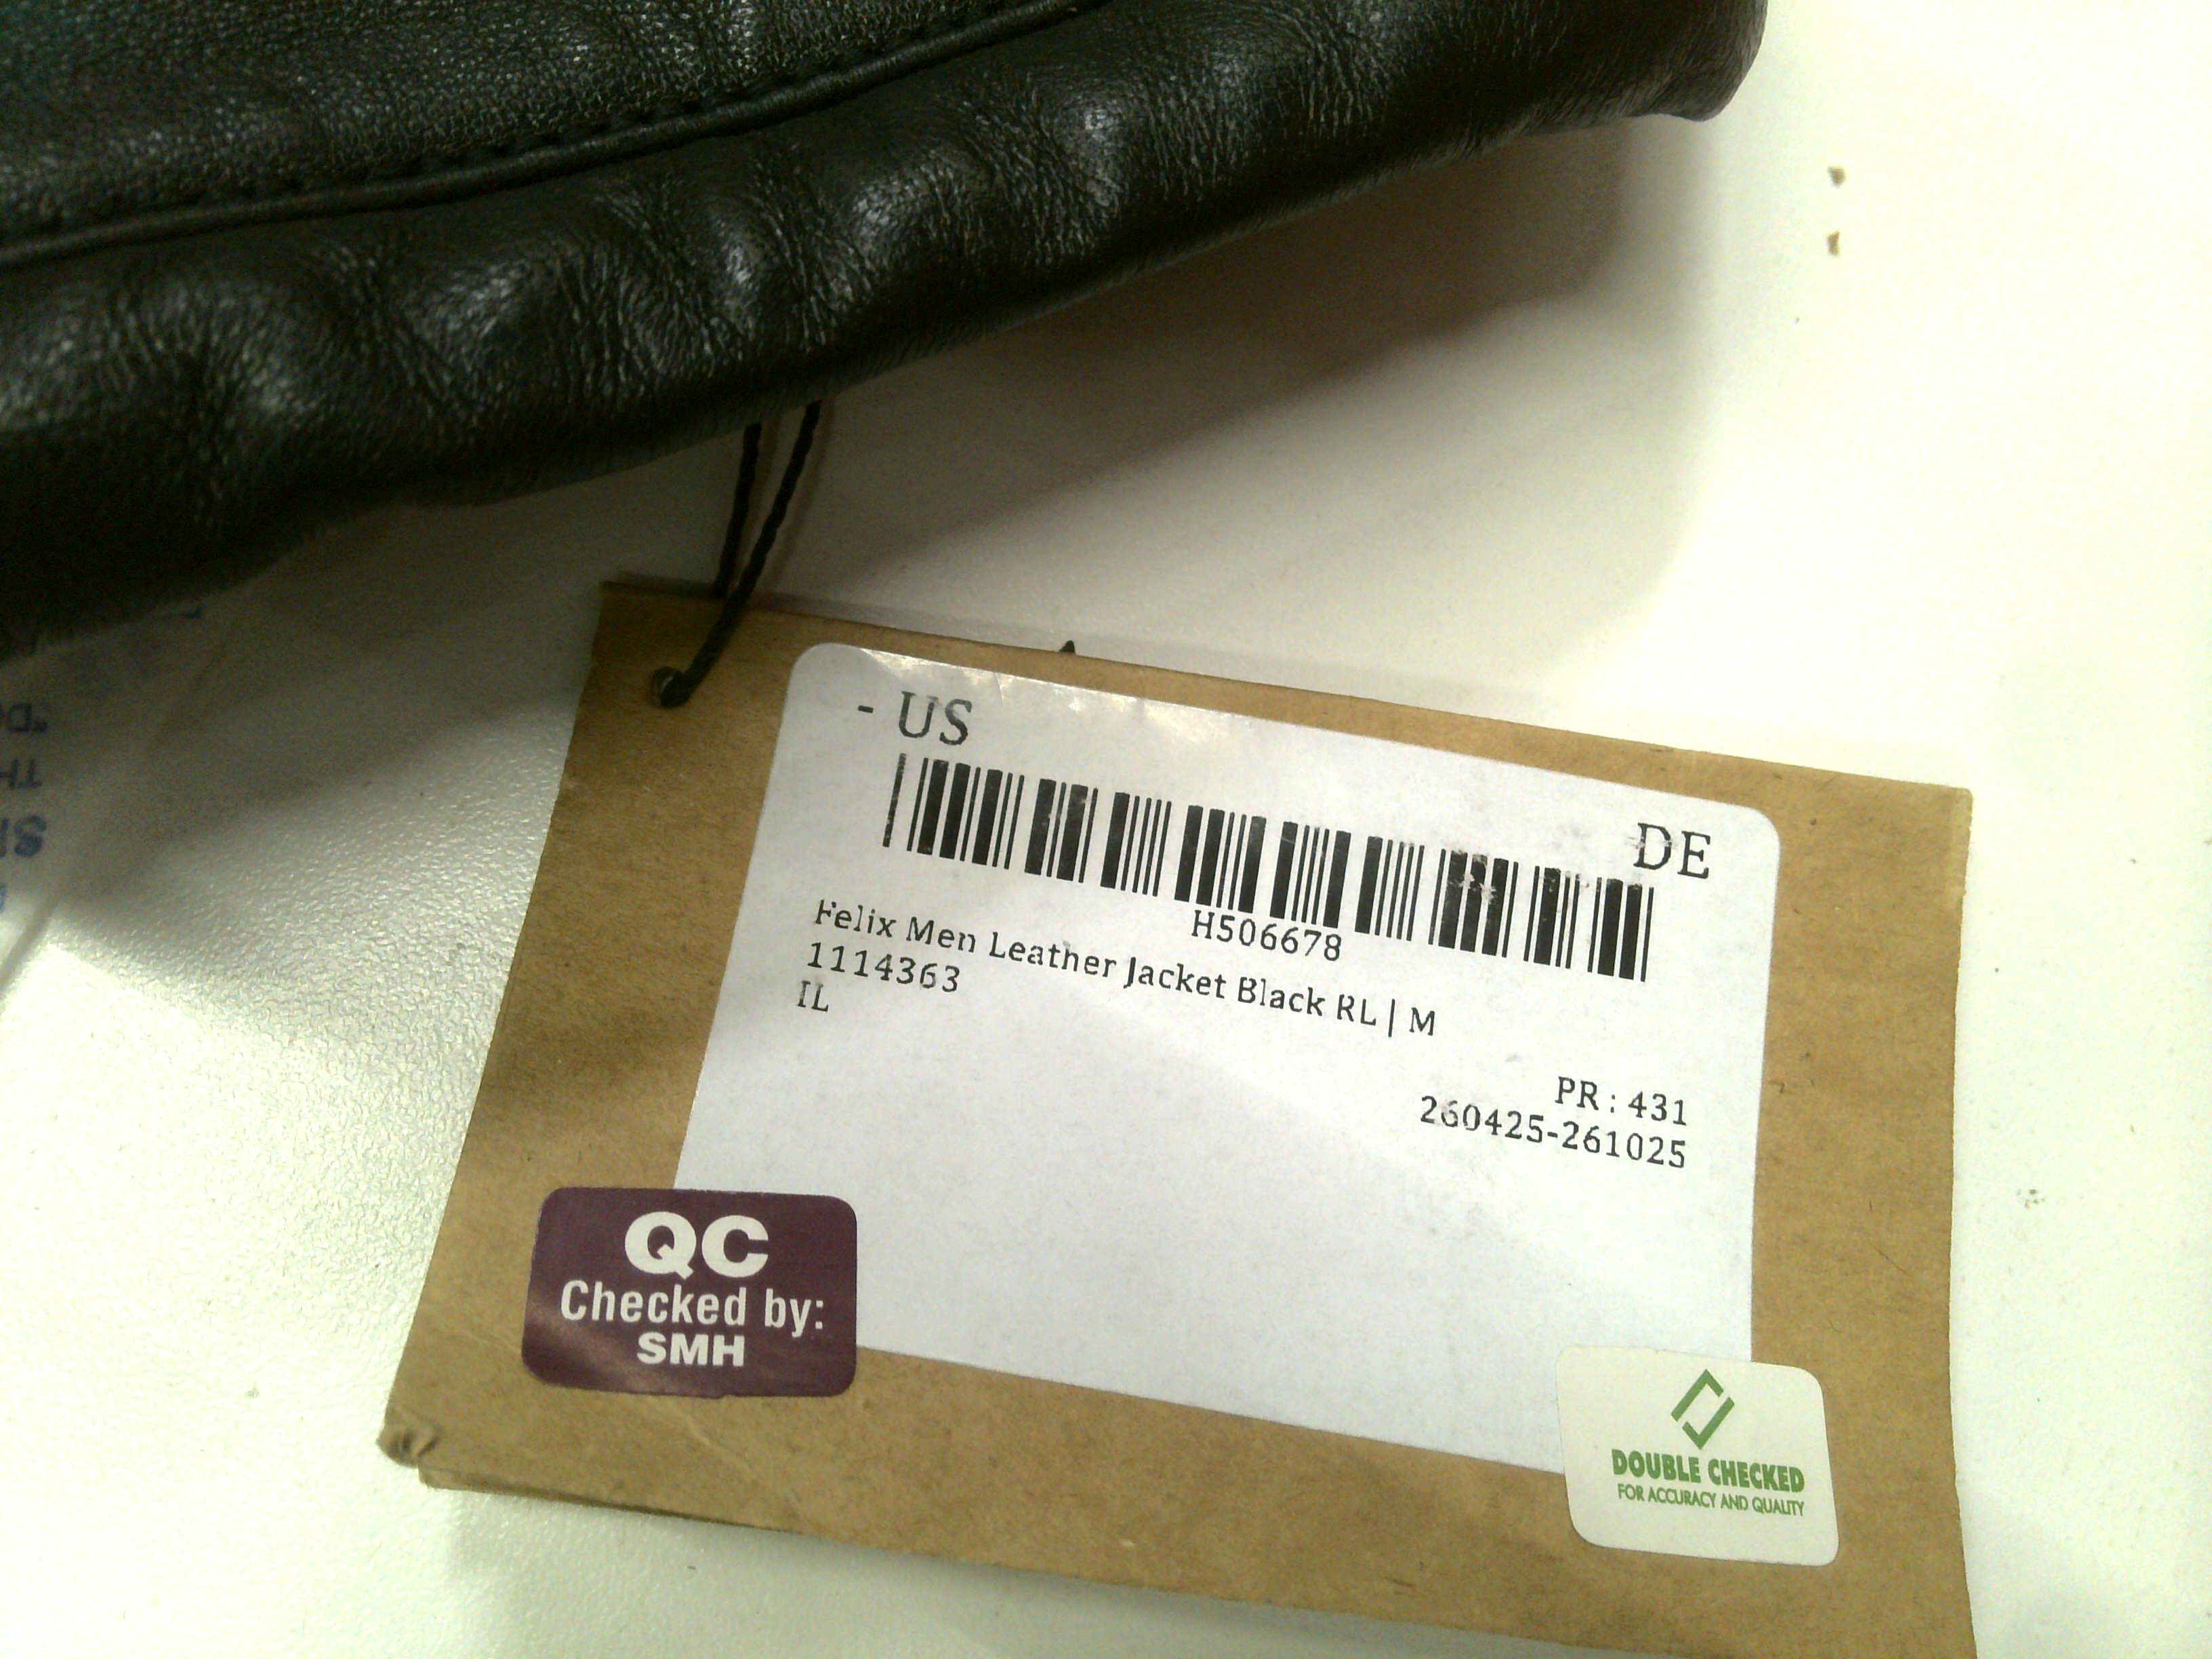 - US
DE
H506678
Felix Men Leather Jacket Black RL | M
1114363
IL
PR : 431
260425-261025
QC
Checked by:
SMH
DOUBLE CHECKED
FOR ACCURACY AND QUALITY